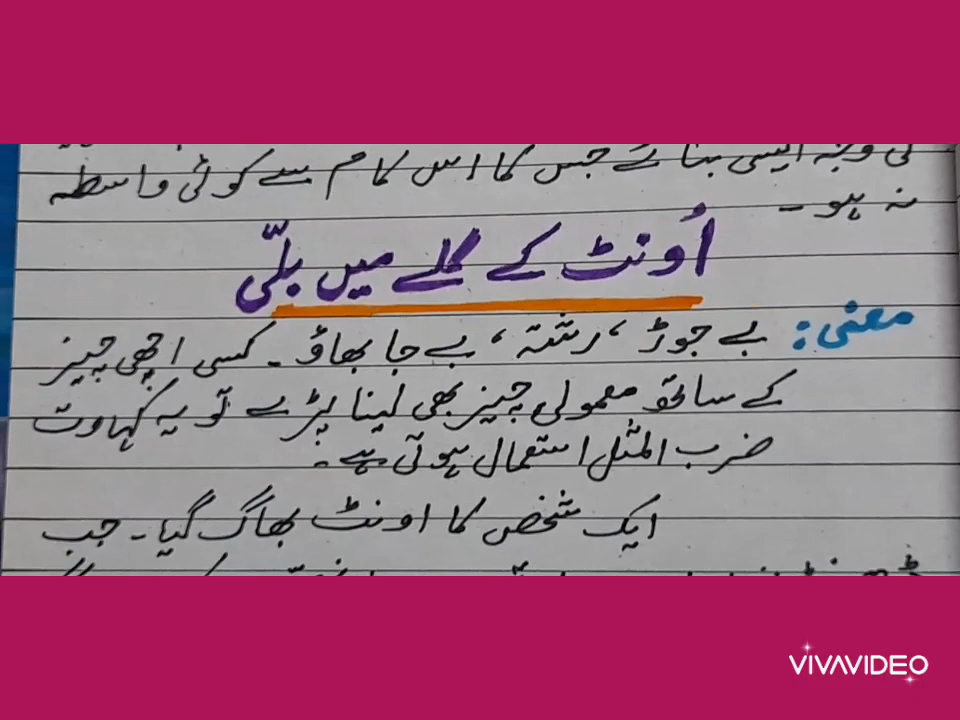 کی وجہ ایسی بتائے جس کا اس کام سے کوئی واسطہ
نہ ہو۔
اُونٹ کے گلے میں بلّی
معنی: بے جوڑ ، رشتہ ، بے جا بھاؤ۔ کسی اچھی چیز
کے ساتھ معمولی چیز بھی لینا پڑے تو یہ کہاوت
ضرب المثل استعمال ہوتی ہے۔
ایک شخص کا اونٹ بھاگ گیا۔ جب
VIVAVIDEO